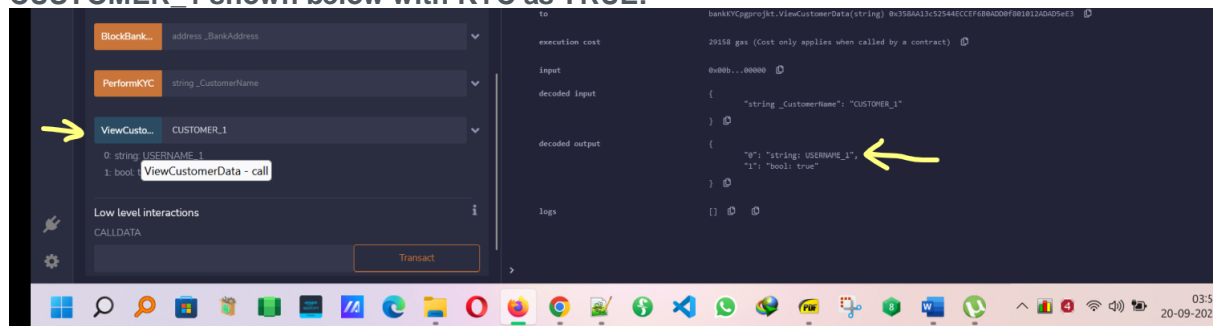 CUSTOMER_1 shown below with KYC as TRUE:
to bankKYCpgprojkt.ViewCustomerData(string) 0x358AA13c52544ECCEF6B0ADD0f801012ADAD5eE3
BlockBank... address _BankAddress
execution cost 29158 gas (Cost only applies when called by a contract)
input 0x00b...00000
PerformKYC string _CustomerName
decoded input {
"string _CustomerName": "CUSTOMER_1"
}
ViewCusto... CUSTOMER_1
decoded output {
"0": "string: USERNAME_1",
"1": "bool: true"
}
0: string: USERNAME_1
1: bool: t
ViewCustomerData - call
Low level interactions i
logs []
CALLDATA
Transact
>
03:5
20-09-202